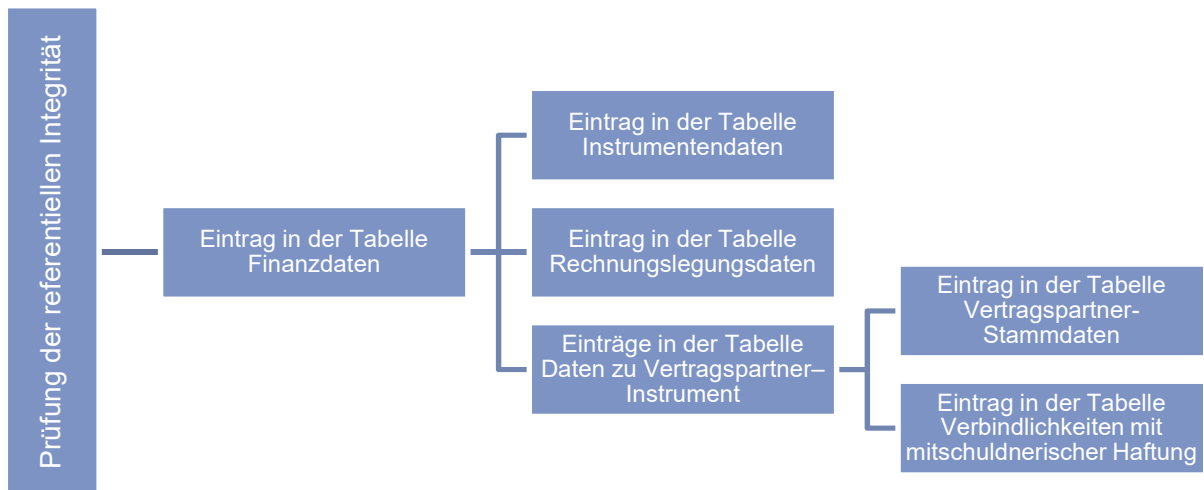 Prüfung der referentiellen Integrität
Eintrag in der Tabelle
Finanzdaten
Eintrag in der Tabelle
Instrumentendaten
Eintrag in der Tabelle
Rechnungslegungsdaten
Einträge in der Tabelle
Daten zu Vertragspartner–
Instrument
Eintrag in der Tabelle
Vertragspartner-
Stammdaten
Eintrag in der Tabelle
Verbindlichkeiten mit
mitschuldnerischer Haftung